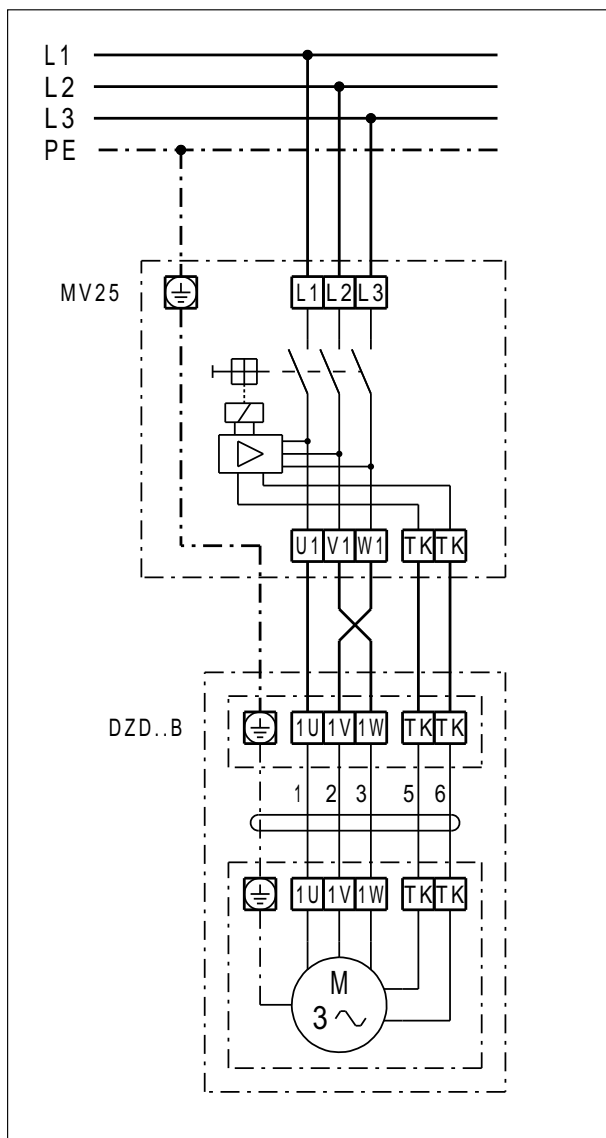 L1
L2
L3
PE
MV25
L1 L2 L3
U1 V1 W1 TK TK
DZD..B
1U 1V 1W TK TK
1 2 3 5 6
1U 1V 1W TK TK
M
3